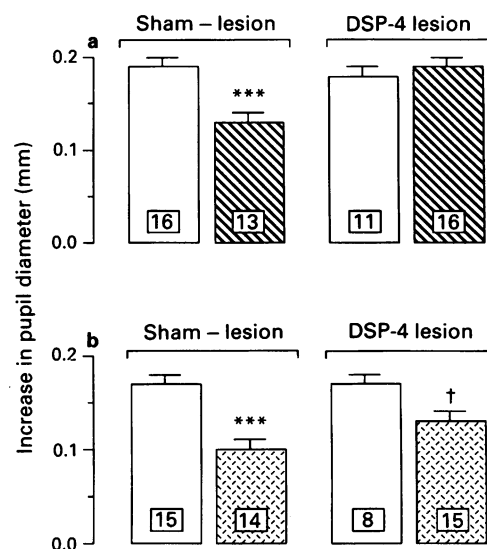 Increase in pupil diameter (mm)
a
Sham – lesion
DSP-4 lesion
0.2
0.1
0.0
***
16
13
11
16
b
Sham – lesion
DSP-4 lesion
0.2
0.1
0.0
***
†
15
14
8
15